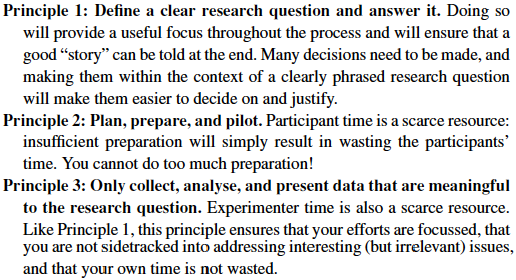 Principle 1: Define a clear research question and answer it. Doing so
will provide a useful focus throughout the process and will ensure that a
good “story” can be told at the end. Many decisions need to be made, and
making them within the context of a clearly phrased research question
will make them easier to decide on and justify.
Principle 2: Plan, prepare, and pilot. Participant time is a scarce resource:
insufficient preparation will simply result in wasting the participants’
time. You cannot do too much preparation!
Principle 3: Only collect, analyse, and present data that are meaningful
to the research question. Experimenter time is also a scarce resource.
Like Principle 1, this principle ensures that your efforts are focussed, that
you are not sidetracked into addressing interesting (but irrelevant) issues,
and that your own time is not wasted.